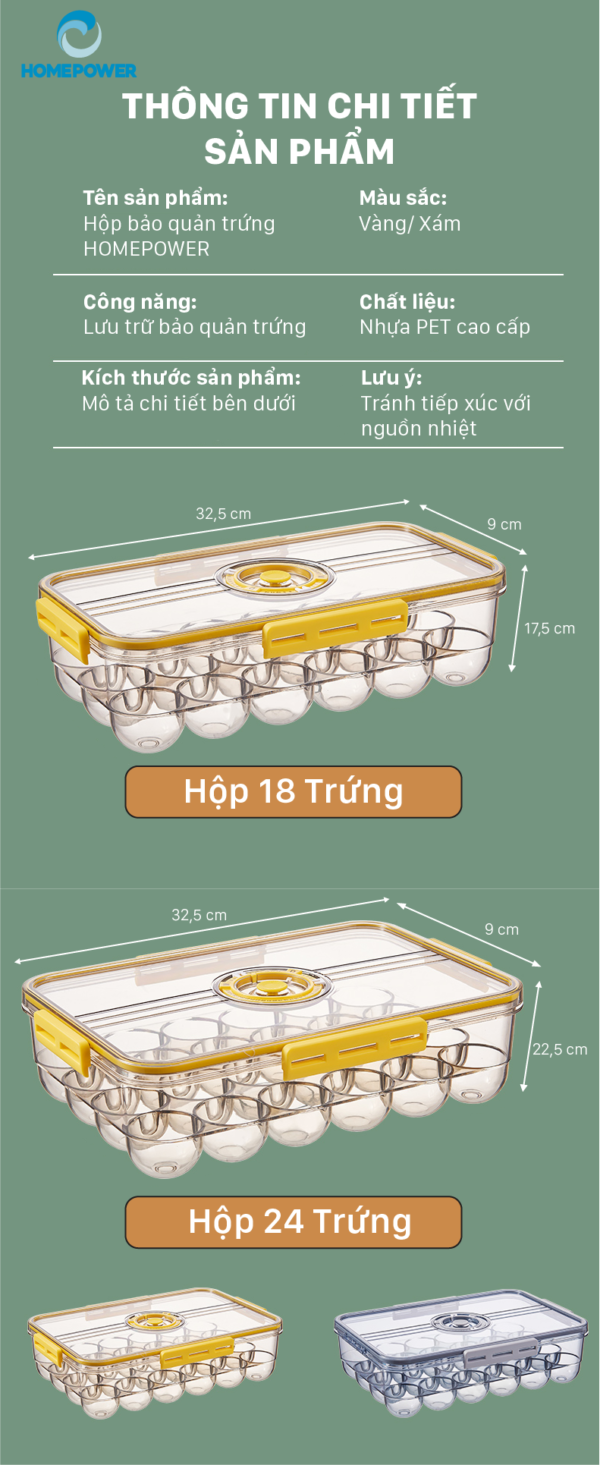 HOMEPOWER
THÔNG TIN CHI TIẾT
SẢN PHẨM
Tên sản phẩm:
Hộp bảo quản trứng
HOMEPOWER
Màu sắc:
Vàng/ Xám
Công năng:
Lưu trữ bảo quản trứng
Chất liệu:
Nhựa PET cao cấp
Kích thước sản phẩm:
Mô tả chi tiết bên dưới
Lưu ý:
Tránh tiếp xúc với
nguồn nhiệt
32,5 cm
9 cm
17,5 cm
Hộp 18 Trứng
32,5 cm
9 cm
22,5 cm
Hộp 24 Trứng